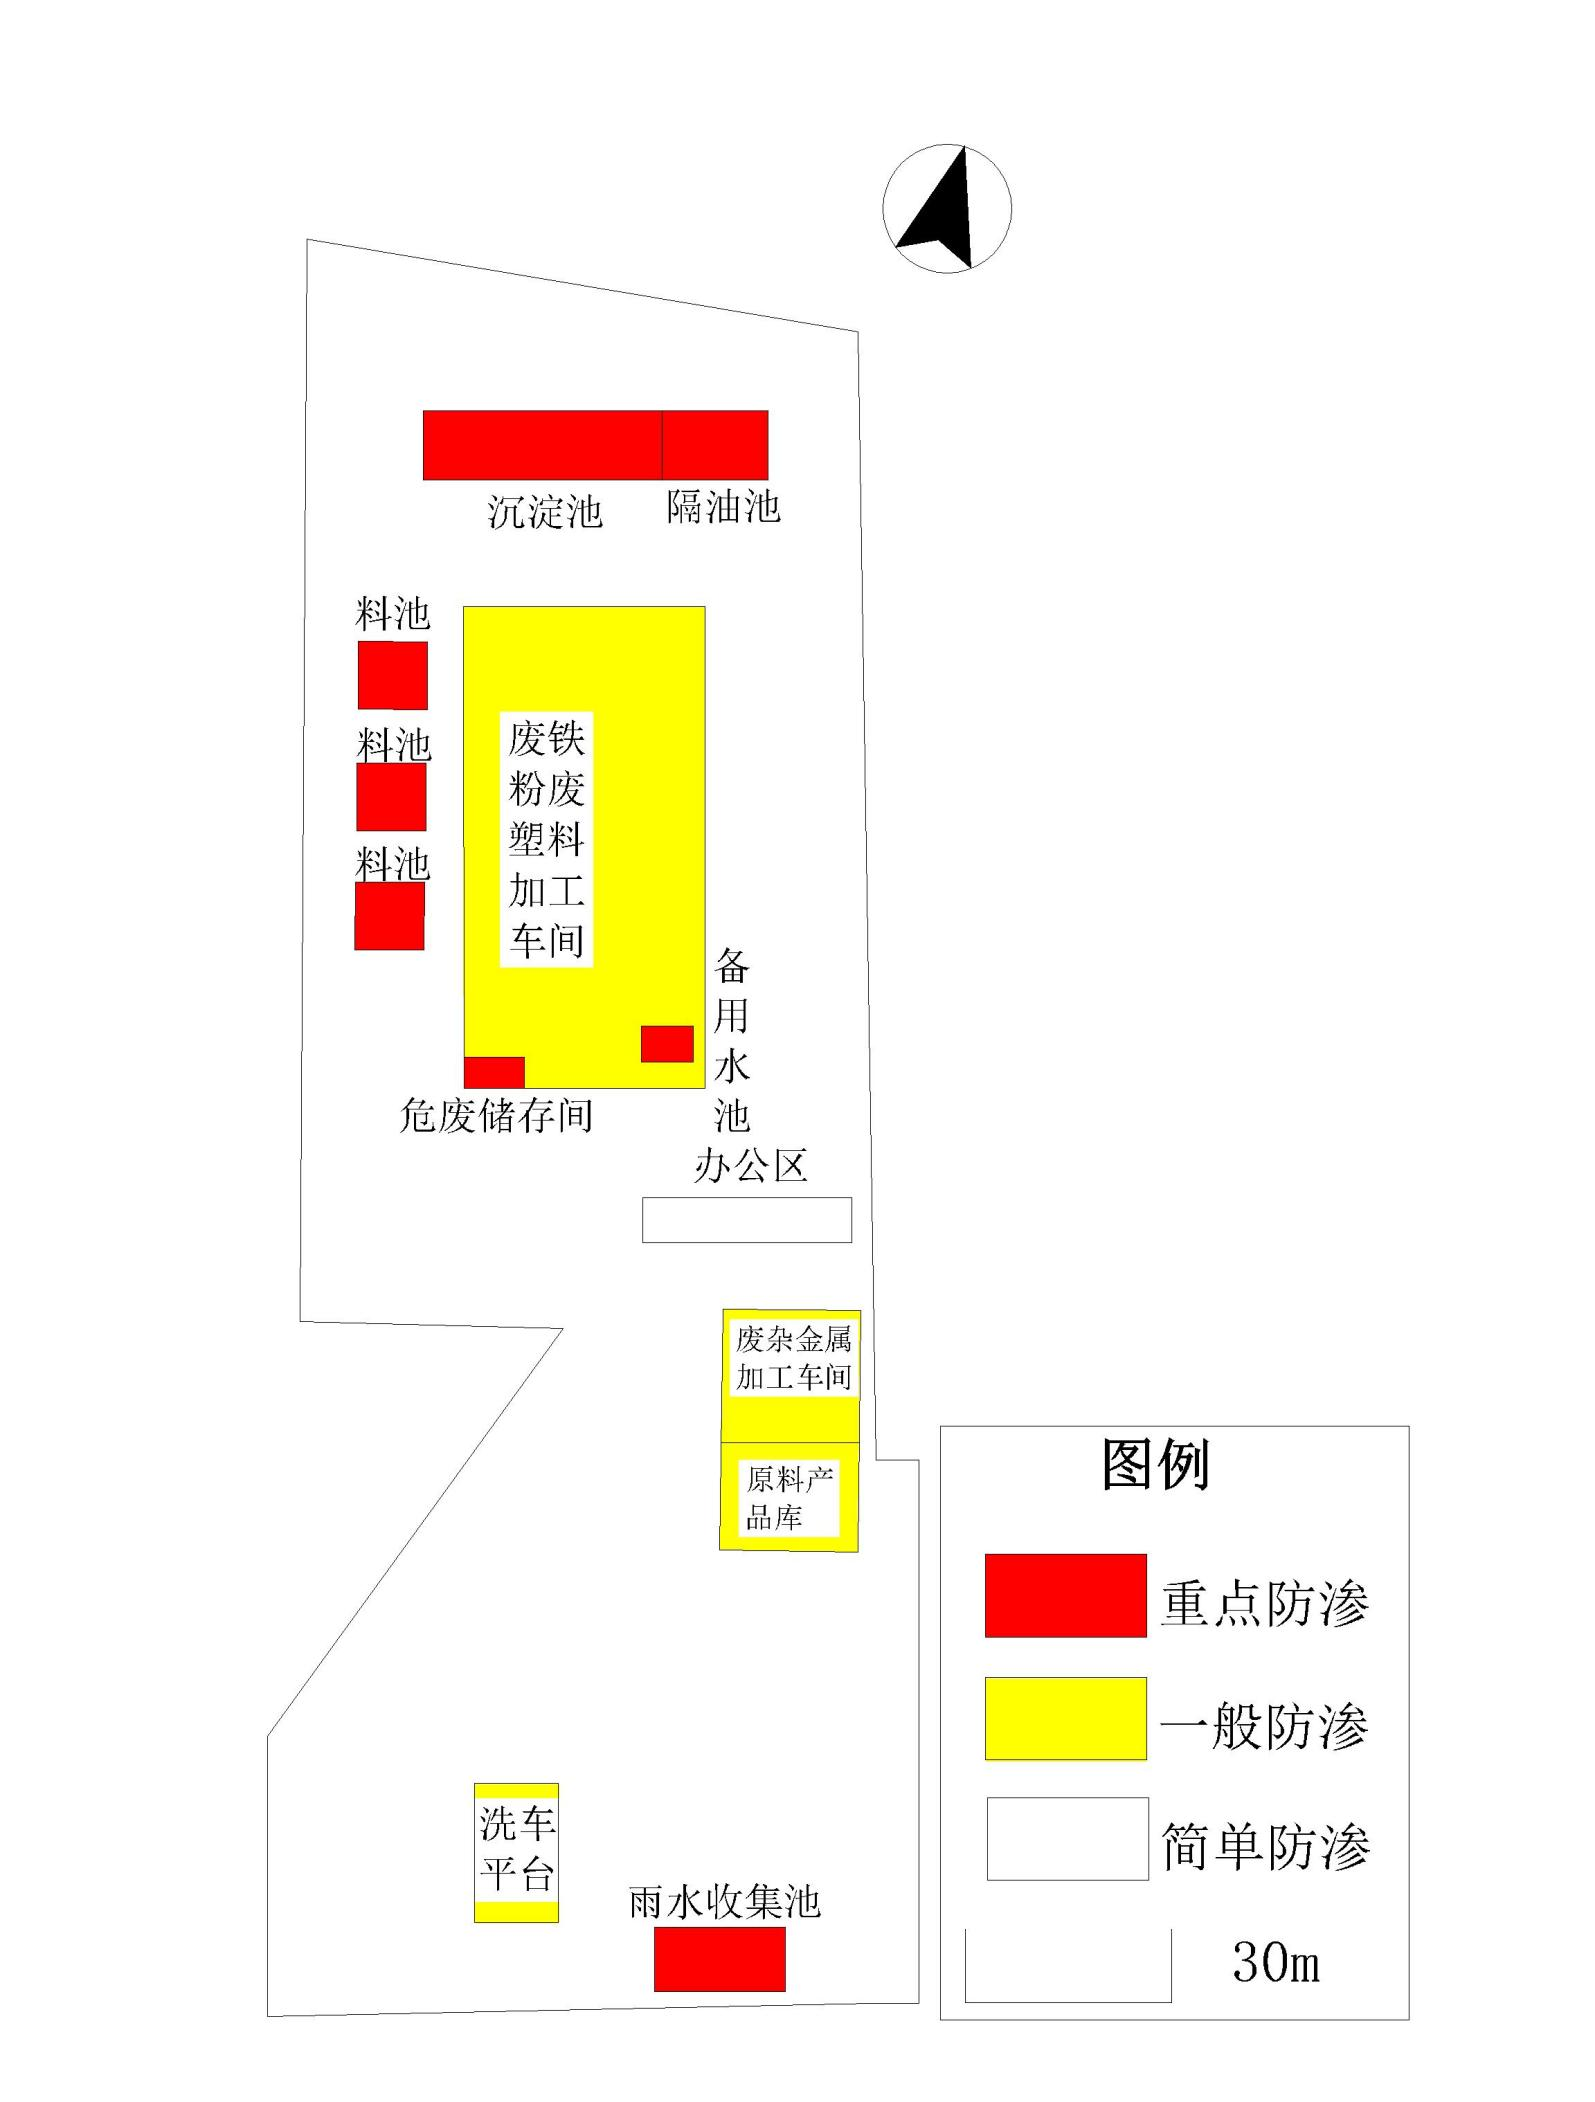 沉淀池
隔油池
料池
料池
料池
废铁
粉废
塑料
加工
车间
备
用
水
池
危废储存间
办公区
废杂金属
加工车间
原料产
品库
图例
重点防渗
一般防渗
简单防渗
30m
洗车
平台
雨水收集池